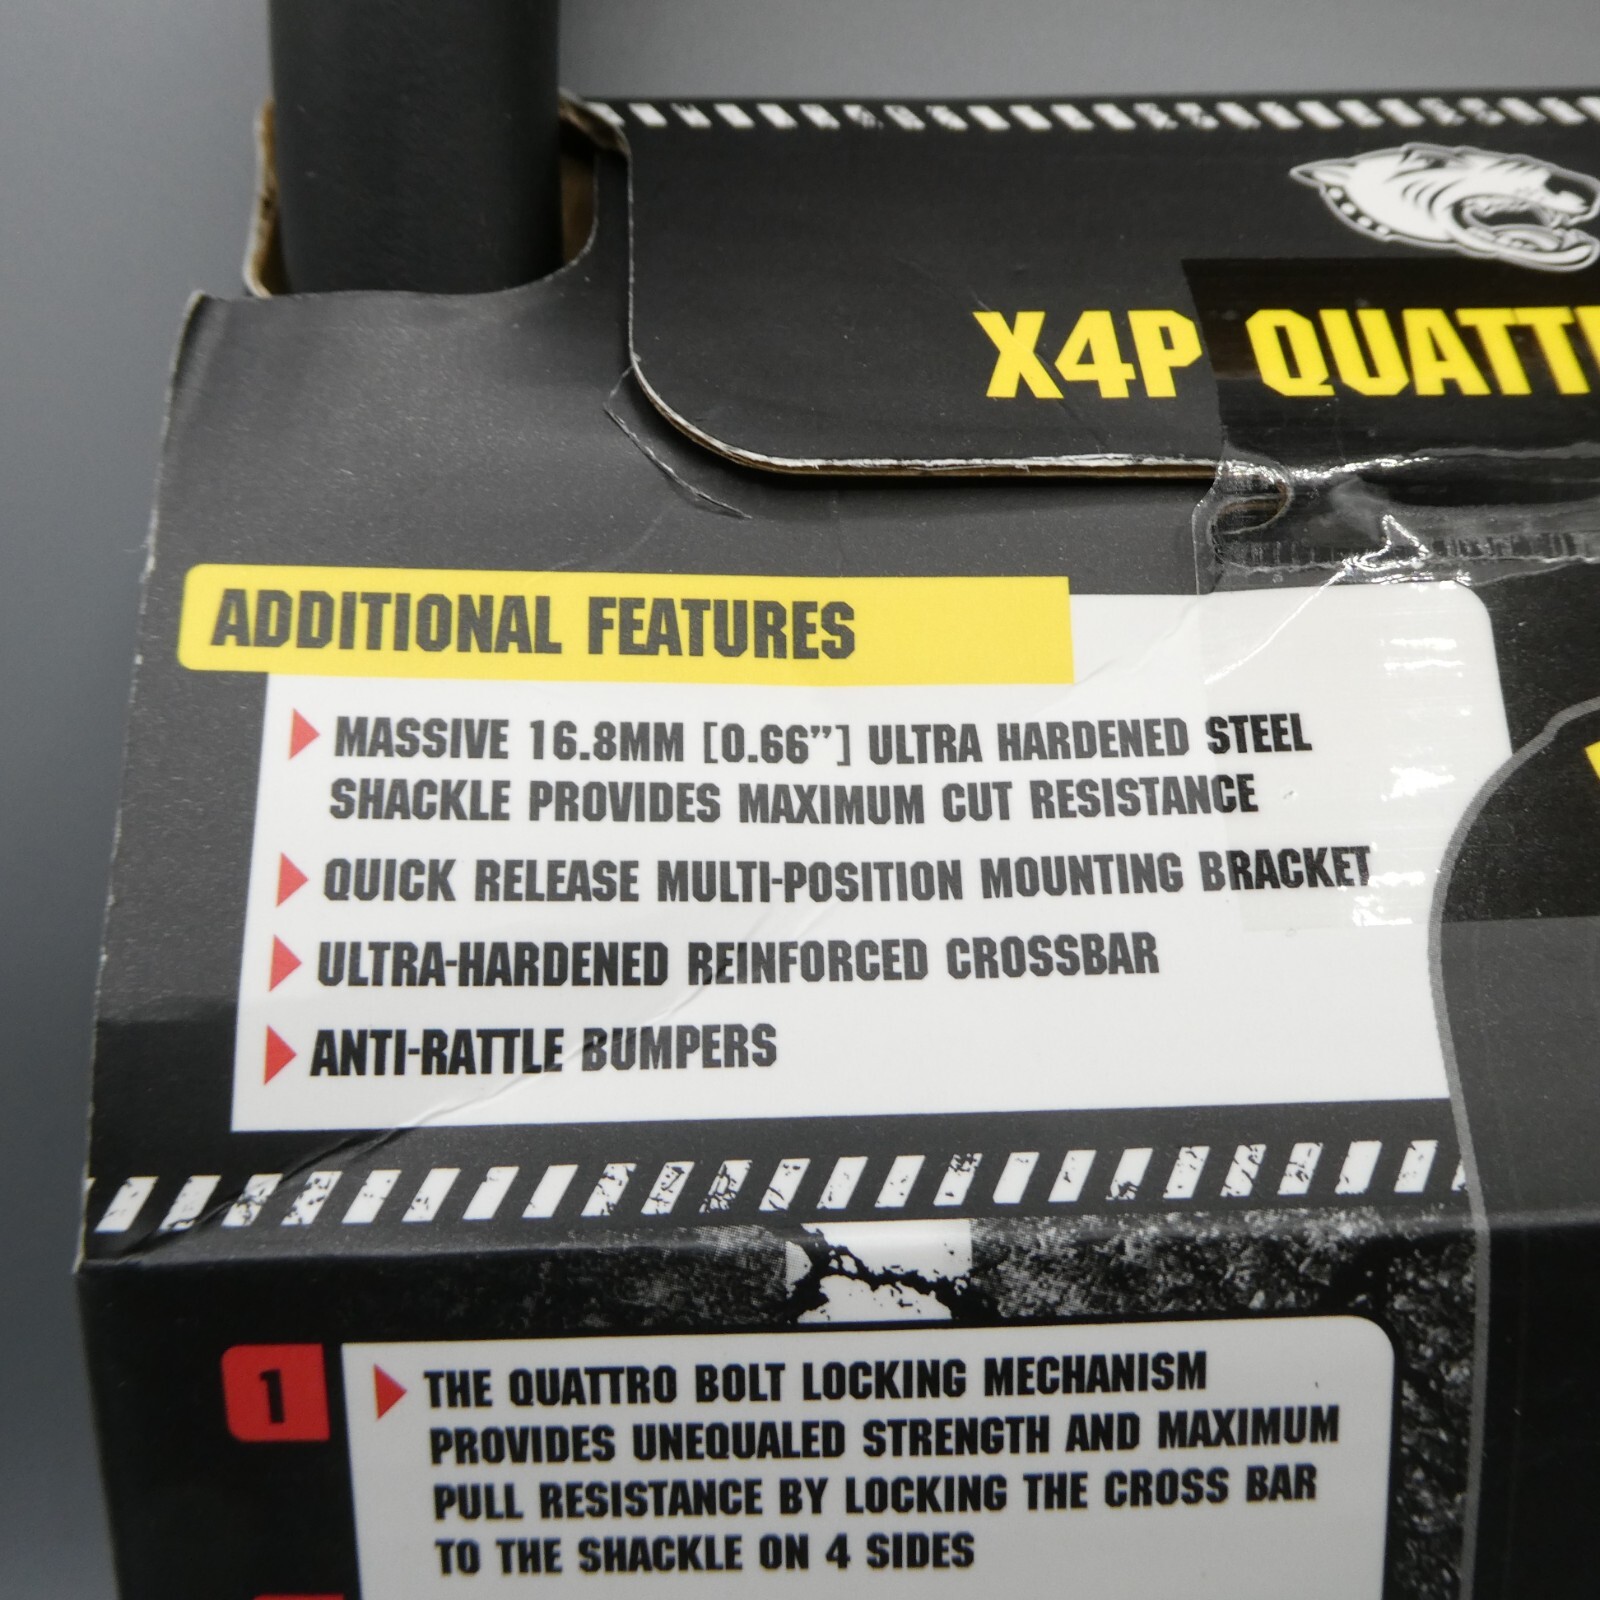 X4P QUATT
ADDITIONAL FEATURES
MASSIVE 16.8MM [0.66”] ULTRA HARDENED STEEL
SHACKLE PROVIDES MAXIMUM CUT RESISTANCE
QUICK RELEASE MULTI-POSITION MOUNTING BRACKET
ULTRA-HARDENED REINFORCED CROSSBAR
ANTI-RATTLE BUMPERS
1
THE QUATTRO BOLT LOCKING MECHANISM
PROVIDES UNEQUALED STRENGTH AND MAXIMUM
PULL RESISTANCE BY LOCKING THE CROSS BAR
TO THE SHACKLE ON 4 SIDES